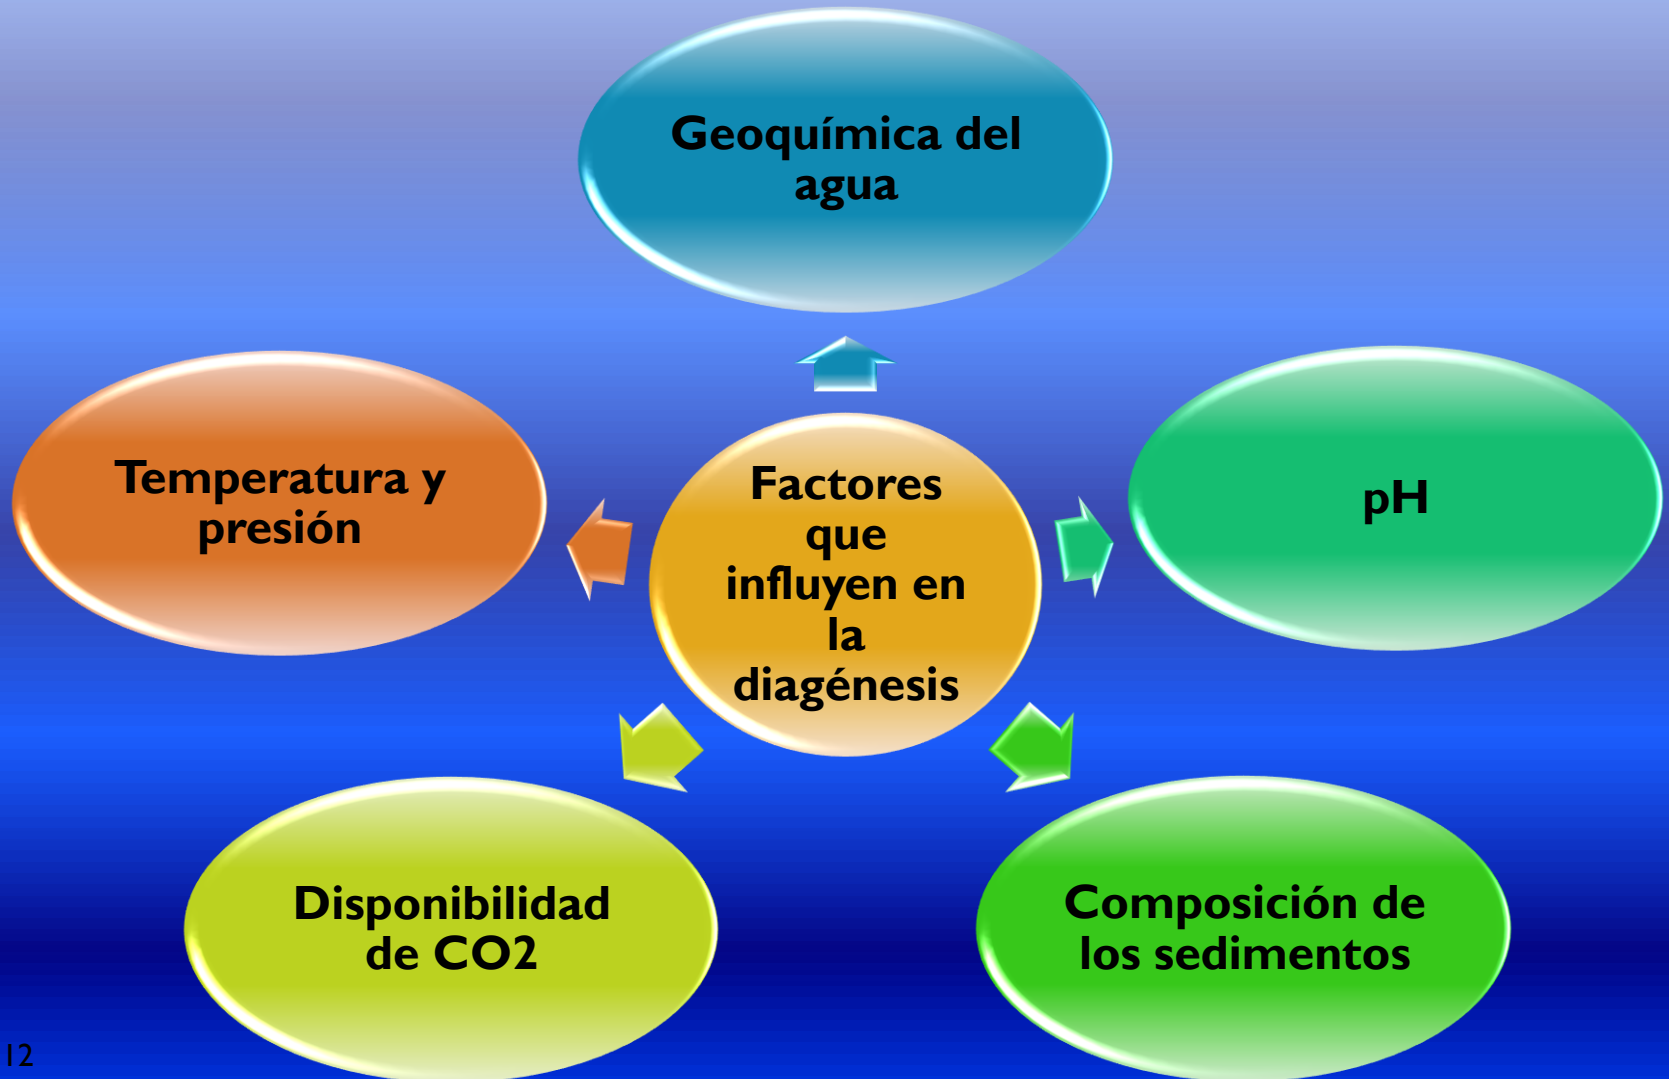 Geoquímica del
agua
Temperatura y
presión
Factores
que
influyen en
la
diagénesis
pH
Disponibilidad
de CO2
Composición de
los sedimentos
12